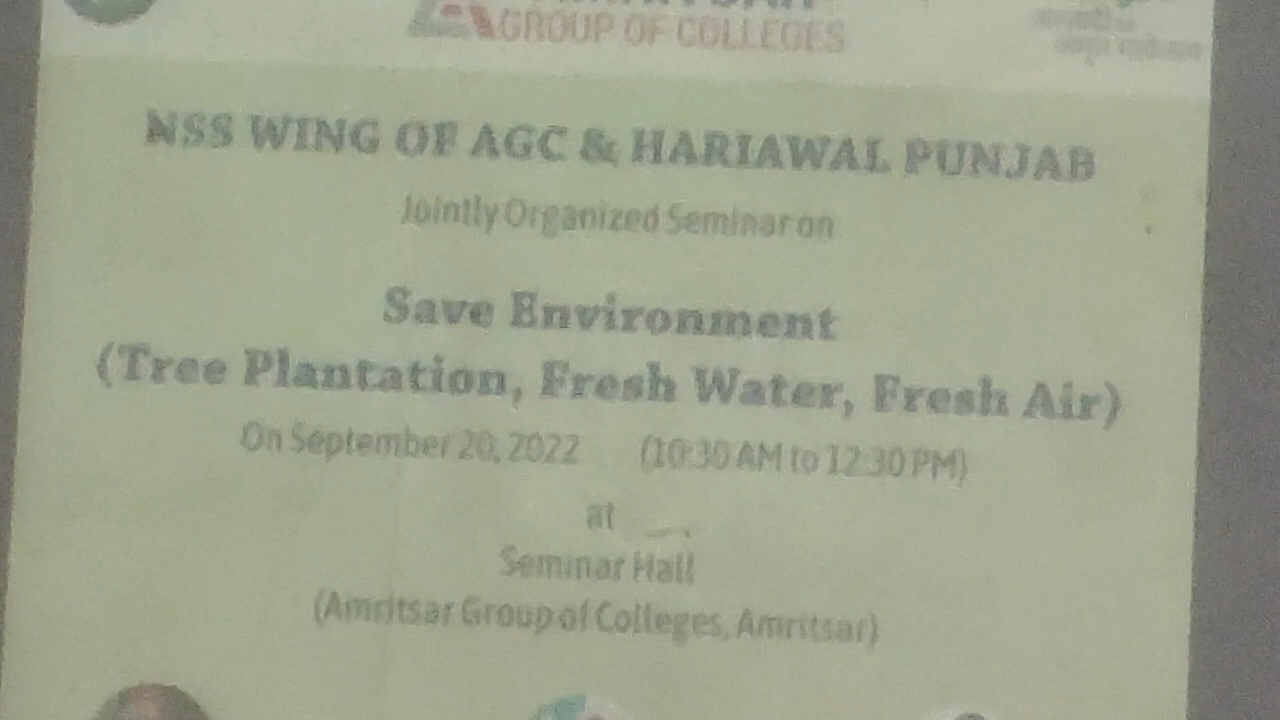 GROUP OF COLLEGES
NSS WING OF AGC & HARIAWAL PUNJAB
Jointly Organized Seminar on
Save Environment
(Tree Plantation, Fresh Water, Fresh Air)
On September 20, 2022 (10:30 AM to 12:30 PM)
at
Seminar Hall
(Amritsar Group of Colleges, Amritsar)